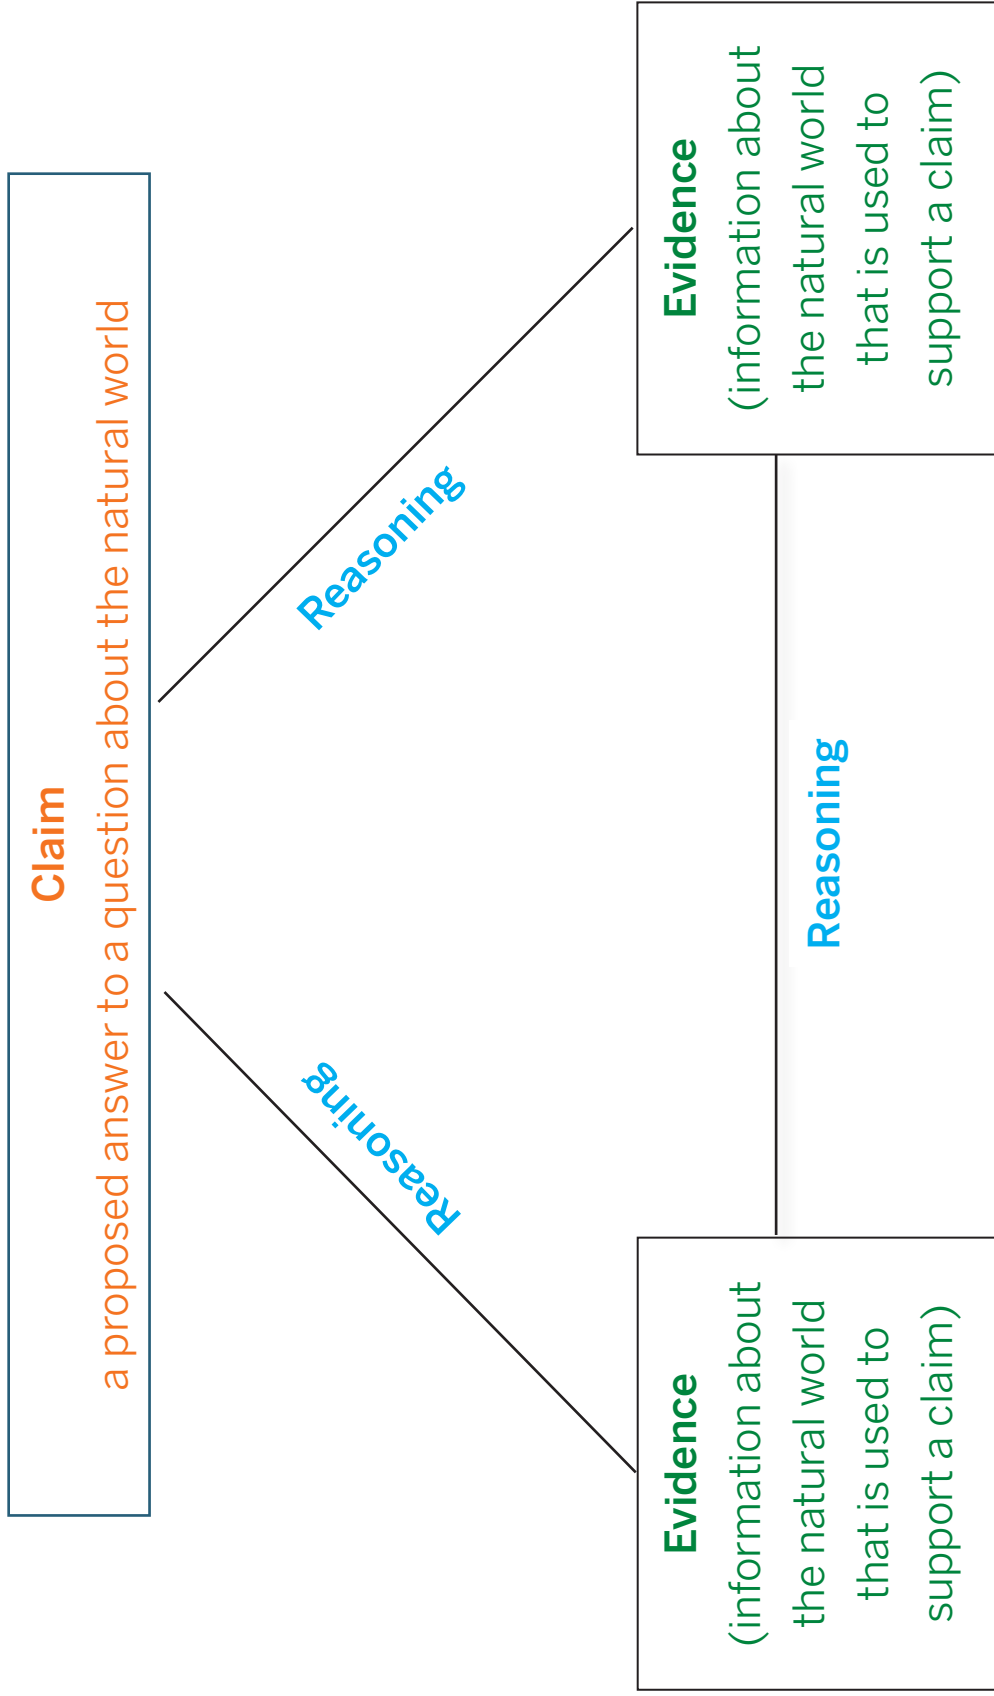 Claim
a proposed answer to a question about the natural world
Reasoning
Reasoning
Evidence
(information about
the natural world
that is used to
support a claim)
Reasoning
Evidence
(information about
the natural world
that is used to
support a claim)